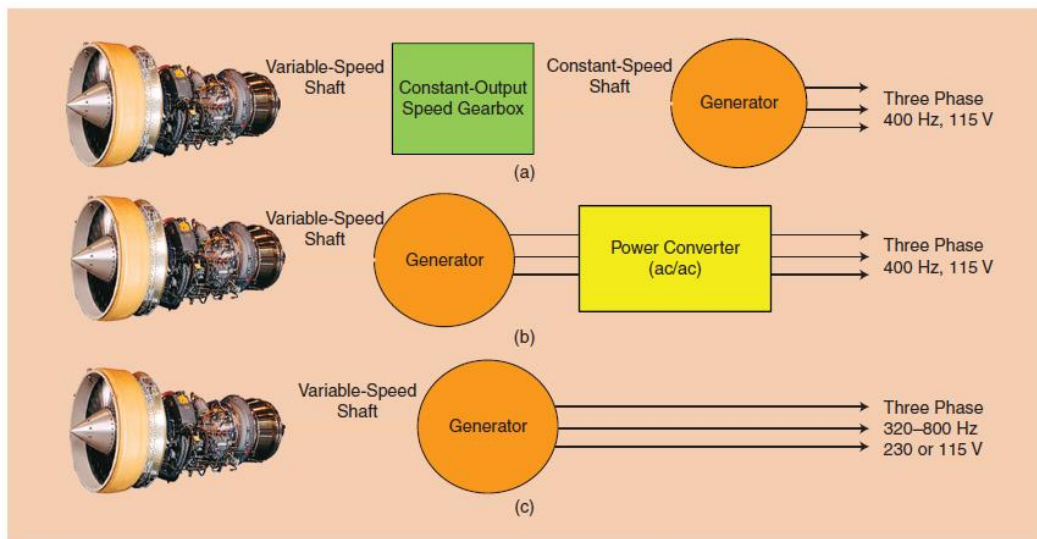 Variable-Speed
Shaft
Constant-Output
Speed Gearbox
Constant-Speed
Shaft
Generator
Three Phase
400 Hz, 115 V
(a)
Variable-Speed
Shaft
Generator
Power Converter
(ac/ac)
Three Phase
400 Hz, 115 V
(b)
Variable-Speed
Shaft
Generator
Three Phase
320–800 Hz
230 or 115 V
(c)